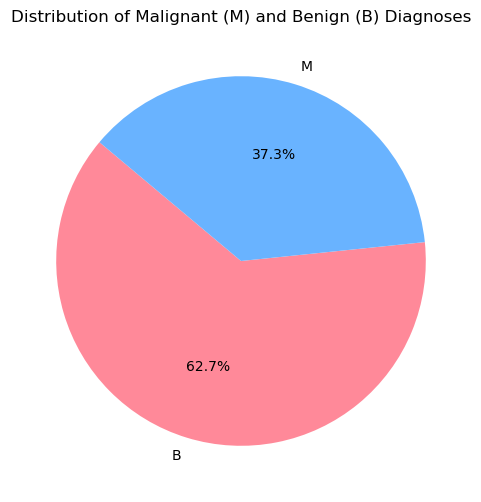 Distribution of Malignant (M) and Benign (B) Diagnoses
M
37.3%
62.7%
B